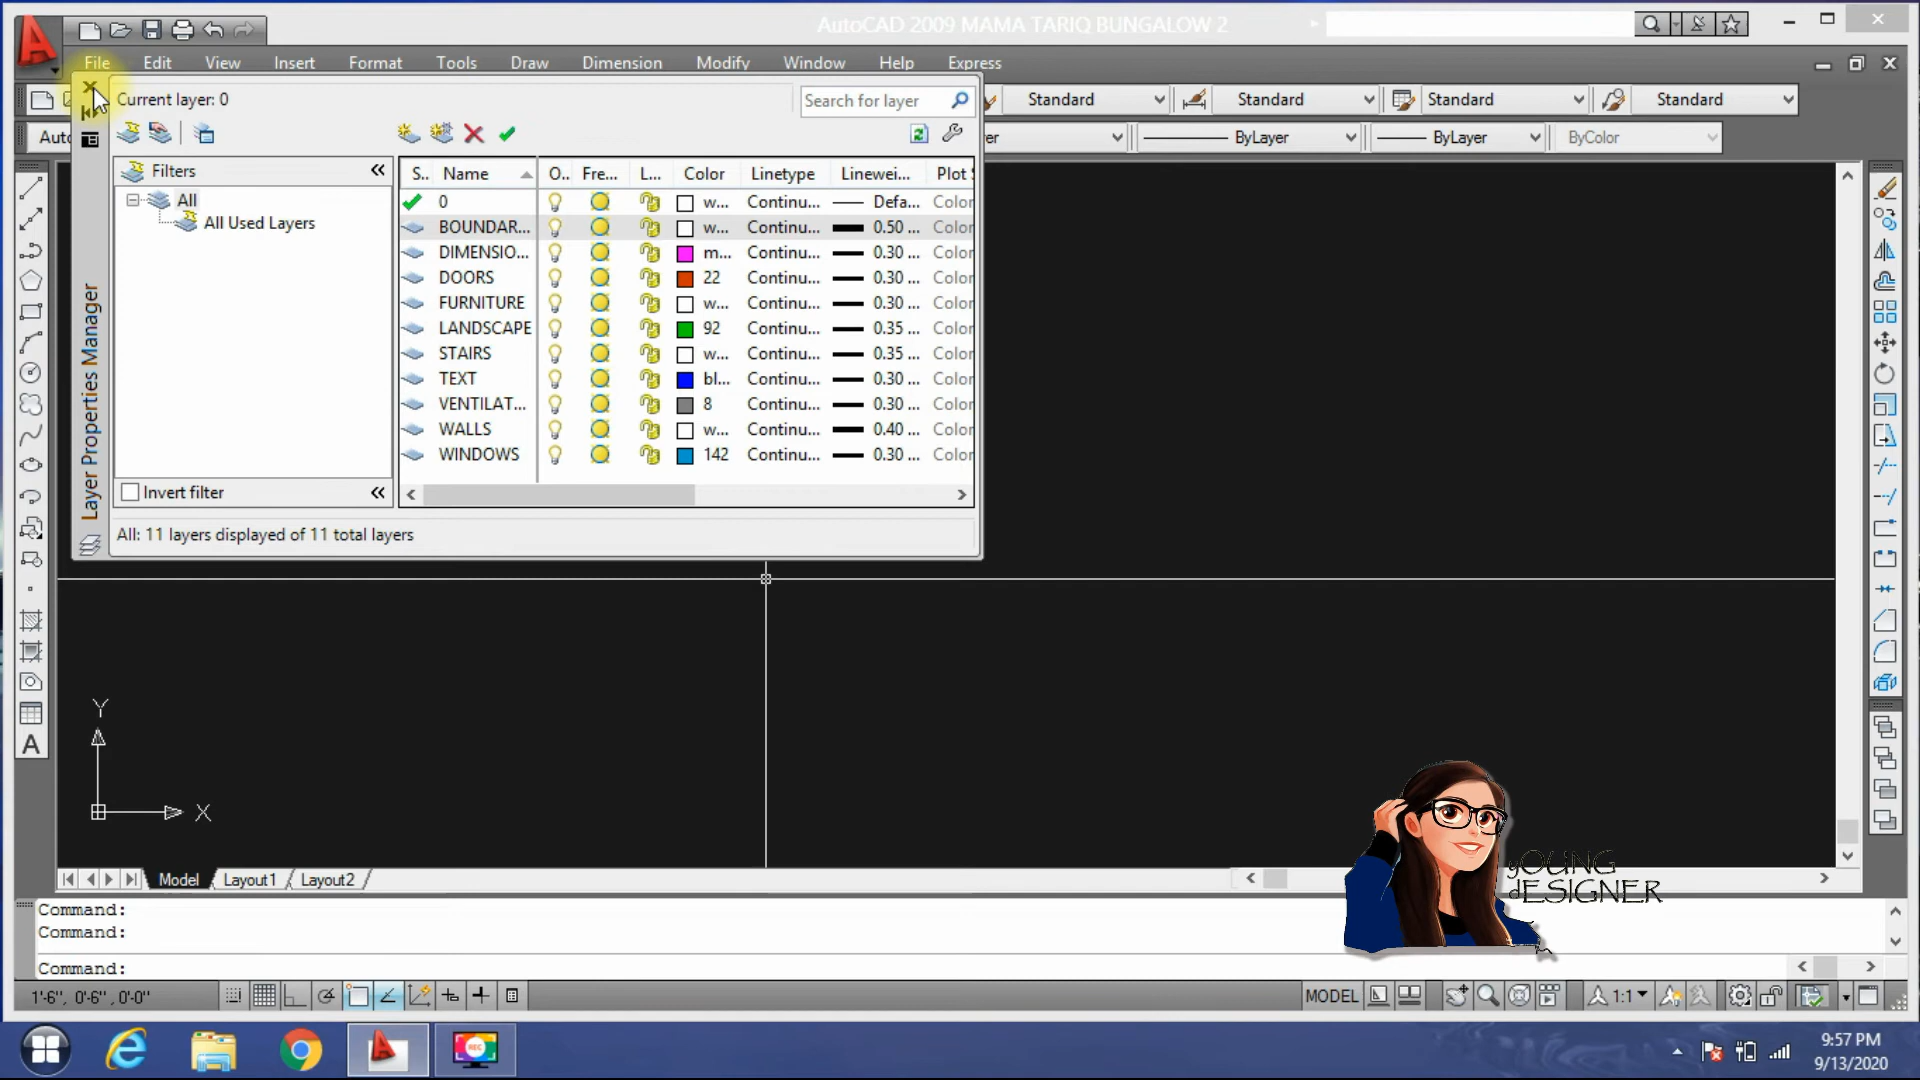 AutoCAD 2009 MAMA TARIQ BUNGALOW 2
File Edit View Insert Format Tools Draw Dimension Modify Window Help Express
Current layer: 0
Search for layer
Standard Standard Standard Standard
Auto
er ByLayer ByLayer ByColor
Filters
All
All Used Layers
S.. Name O.. Fre... L... Color Linetype Linewei... Plot S
0 w... Continu... Defa... Color
BOUNDAR... w... Continu... 0.50 ... Color
DIMENSIO... m... Continu... 0.30 ... Color
DOORS 22 Continu... 0.30 ... Color
FURNITURE w... Continu... 0.30 ... Color
LANDSCAPE 92 Continu... 0.35 ... Color
STAIRS w... Continu... 0.35 ... Color
TEXT bl... Continu... 0.30 ... Color
VENTILAT... 8 Continu... 0.30 ... Color
WALLS w... Continu... 0.40 ... Color
WINDOWS 142 Continu... 0.30 ... Color
Layer Properties Manager
Invert filter
All: 11 layers displayed of 11 total layers
Y
X
A
Model Layout1 Layout2
yOUNG
dESIGNER
Command:
Command:
Command:
1'-6", 0'-6", 0'-0" MODEL 1:1
REC
9:57 PM
9/13/2020